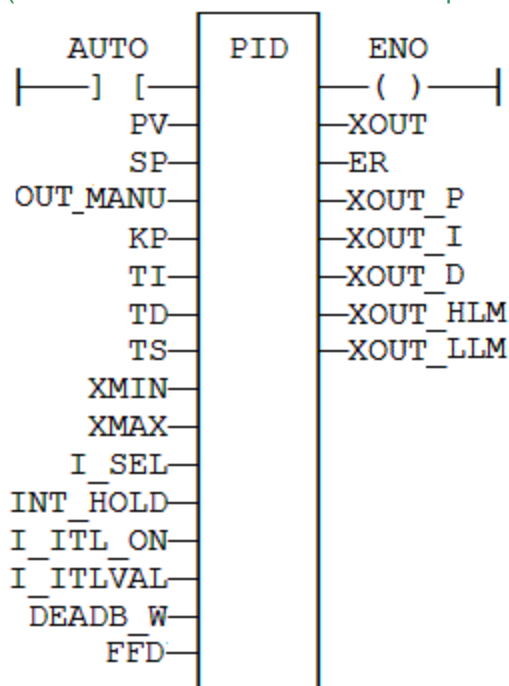 AUTO PID ENO
] [ ( )
PV XOUT
SP ER
OUT_MANU XOUT_P
KP XOUT_I
TI XOUT_D
TD XOUT_HLM
TS XOUT_LLM
XMIN
XMAX
I_SEL
INT_HOLD
I_ITL_ON
I_ITLVAL
DEADB_W
FFD